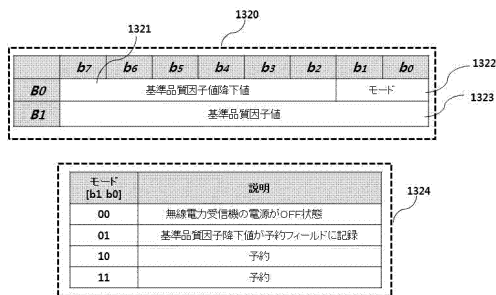 1320
1321
b7 b6 b5 b4 b3 b2 b1 b0
B0 基準品質因子値降下値 モード
1322
B1 基準品質因子値
1323
モード [b1 b0] 説明
00 無線電力受信機の電源がOFF状態
01 基準品質因子降下値が予約フィールドに記録
10 予約
11 予約
1324